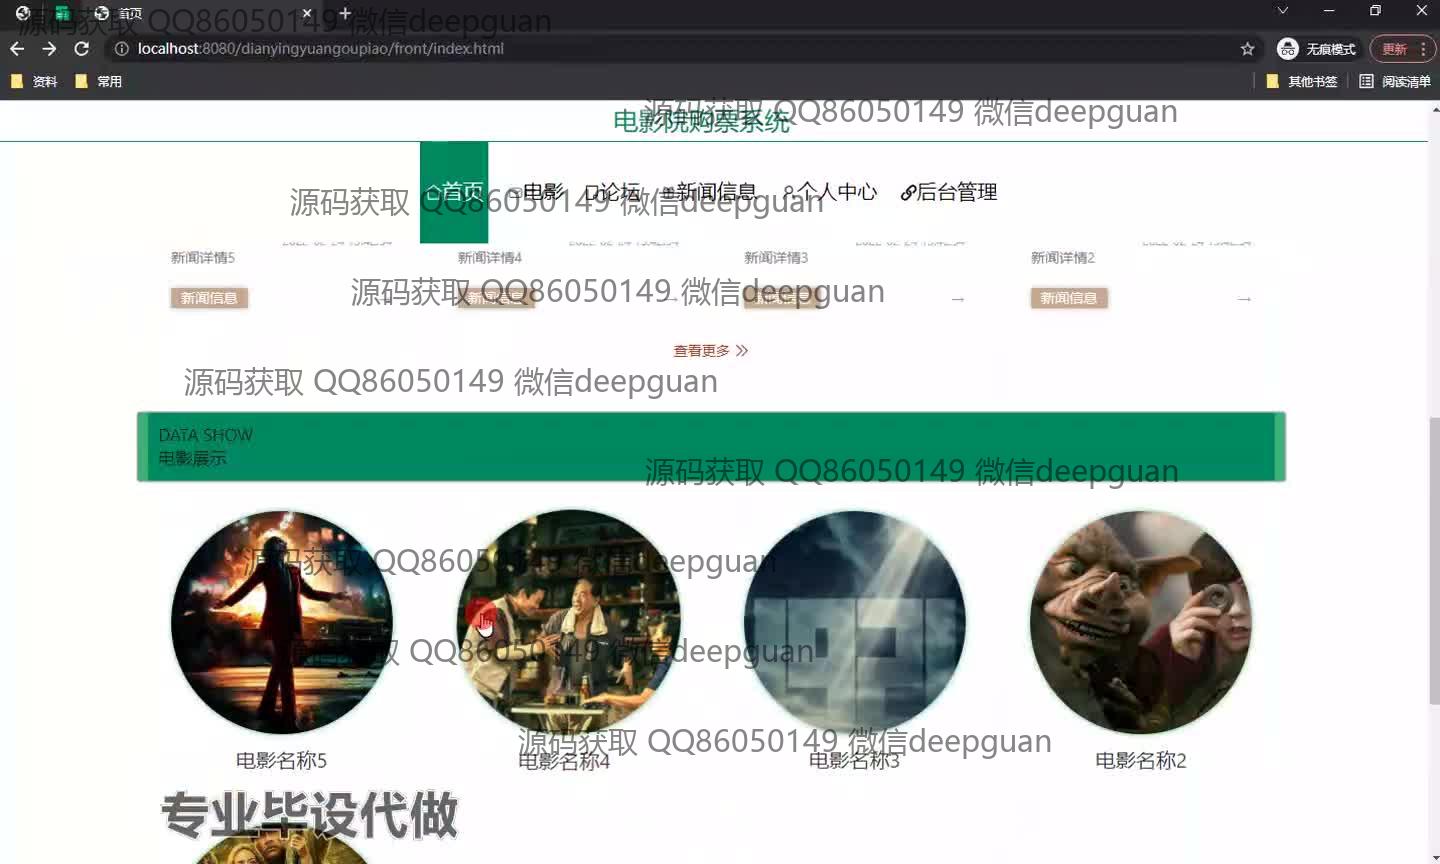 首页
源码获取 QQ86050149 微信deepguan
localhost:8080/dianyingyuangoupiao/front/index.html
无痕模式
更新
资料
常用
其他书签
阅读清单
源码获取 QQ86050149 微信deepguan
电影院购票系统
首页
电影
论坛
新闻信息
个人中心
后台管理
源码获取 QQ86050149 微信deepguan
新闻详情5
新闻详情4
新闻详情3
新闻详情2
新闻信息
新闻信息
新闻信息
新闻信息
源码获取 QQ86050149 微信deepguan
查看更多
源码获取 QQ86050149 微信deepguan
DATA SHOW
电影展示
源码获取 QQ86050149 微信deepguan
源码获取 QQ86050149 微信deepguan
源码获取 QQ86050149 微信deepguan
源码获取 QQ86050149 微信deepguan
电影名称5
电影名称4
电影名称3
电影名称2
专业毕设代做